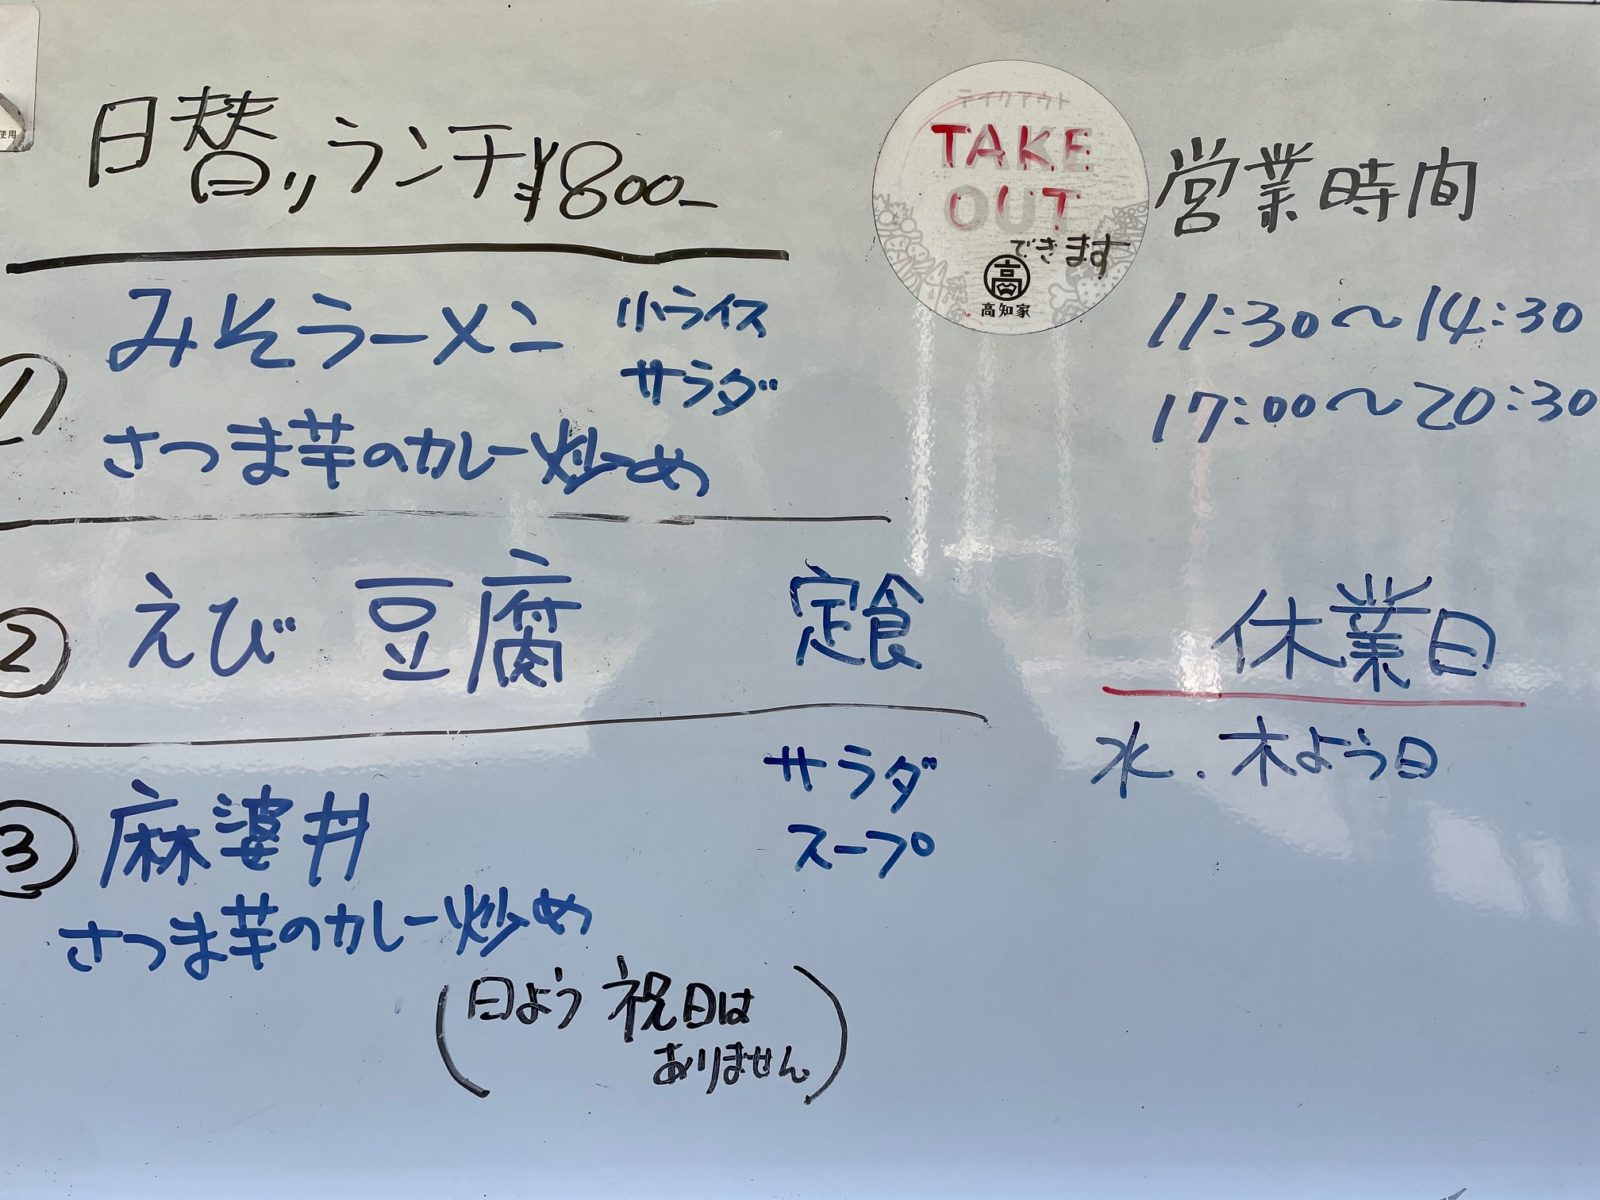 使用
日替りランチ¥800-
①
みそラーメン
小ライス
サラダ
さつま芋のカレー炒め
②
えび豆腐 定食
③
麻婆丼
サラダ
スープ
さつま芋のカレー炒め
(日よう 祝日は
ありません)
テイクアウト
TAKE
OUT
できます
高
高知家
営業時間
11:30〜14:30
17:00〜20:30
休業日
水.木よう日